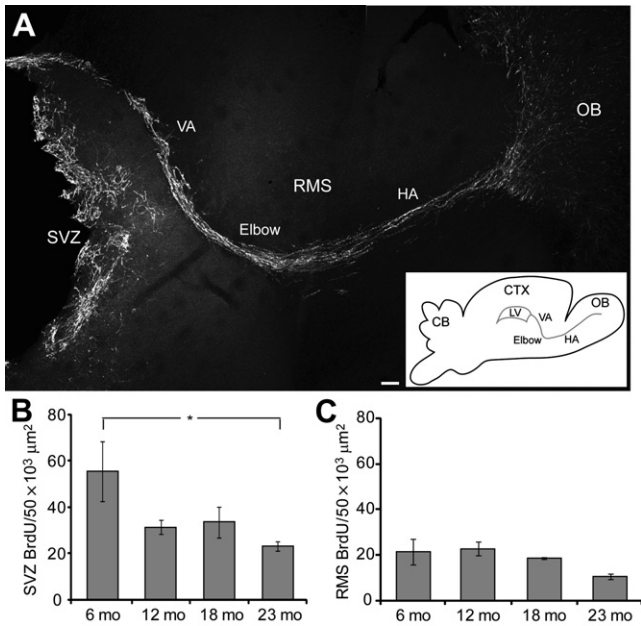 A
VA
OB
RMS
HA
Elbow
SVZ
CTX
OB
LV
VA
CB
Elbow
HA
B
*
SVZ BrdU/50 × 10³ µm²
80
60
40
20
0
6 mo 12 mo 18 mo 23 mo
C
RMS BrdU/50 × 10³ µm²
80
60
40
20
0
6 mo 12 mo 18 mo 23 mo